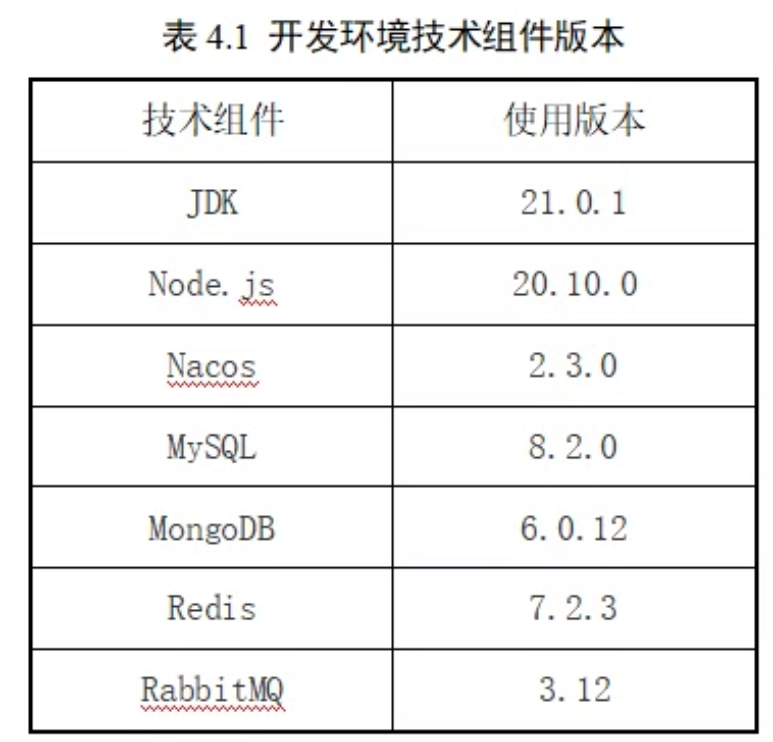 表 4.1 开发环境技术组件版本
技术组件 使用版本
JDK 21.0.1
Node.js 20.10.0
Nacos 2.3.0
MySQL 8.2.0
MongoDB 6.0.12
Redis 7.2.3
RabbitMQ 3.12